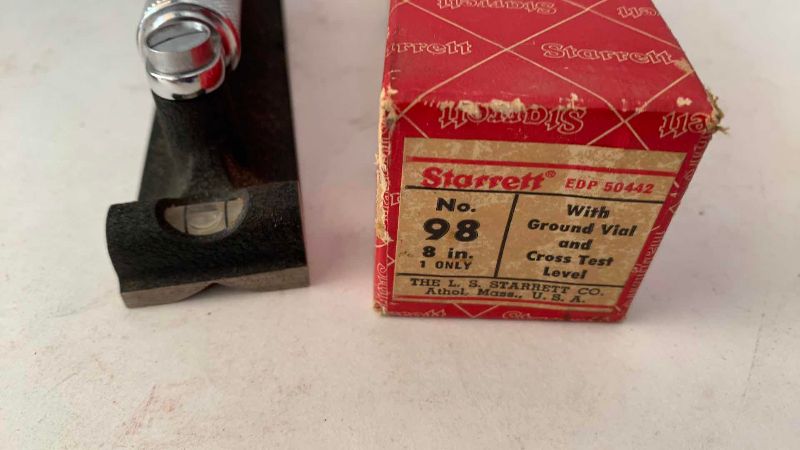 Starrett
Starrett
Starrett
Starrett
Starrett® EDP 50442
No.
98
8 in.
1 ONLY
With
Ground Vial
and
Cross Test
Level
THE L. S. STARRETT CO.
Athol, Mass., U. S. A.